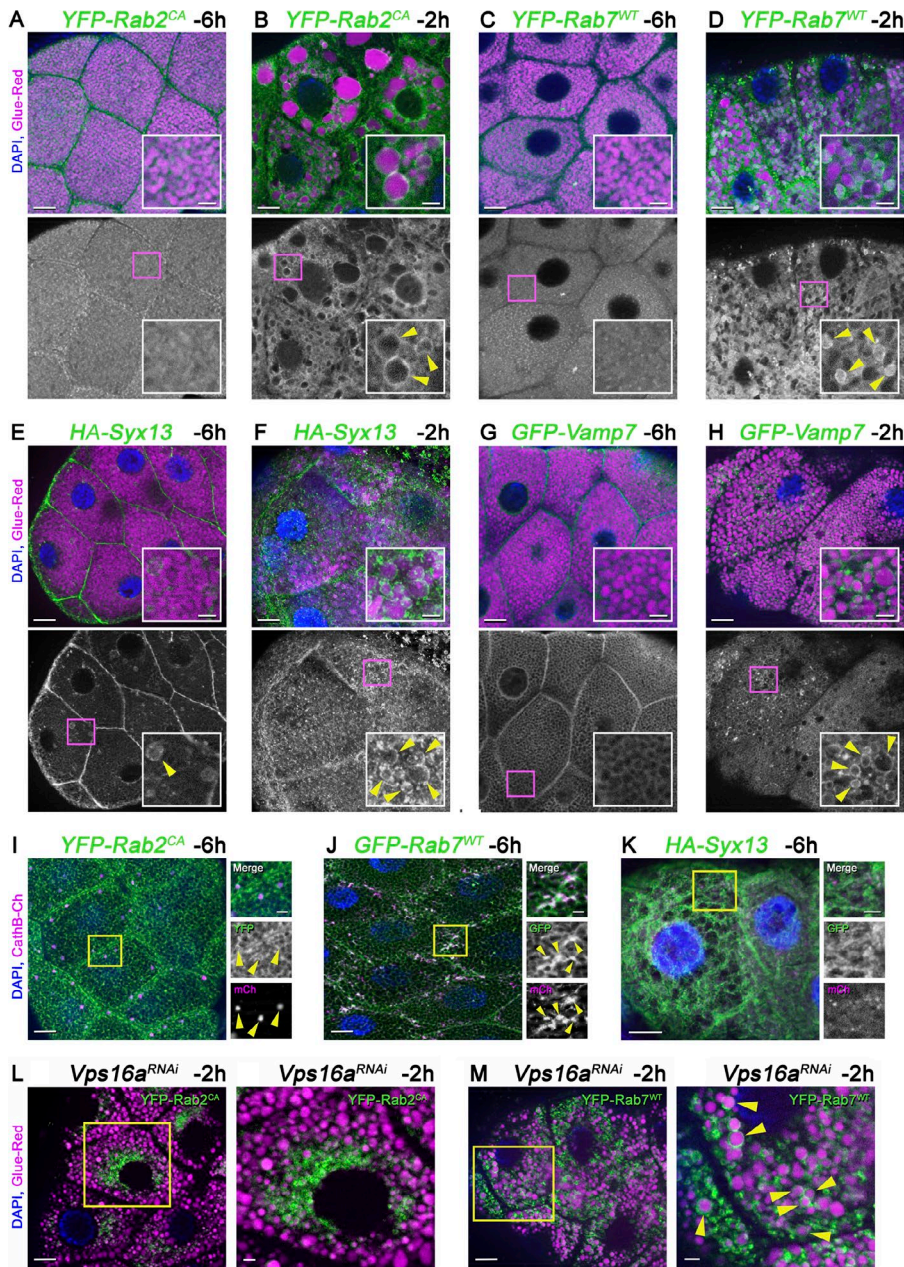 A YFP-Rab2CA -6h
B YFP-Rab2CA -2h
C YFP-Rab7WT -6h
D YFP-Rab7WT -2h
DAPI, Glue-Red
E HA-Syx13 -6h
F HA-Syx13 -2h
G GFP-Vamp7 -6h
H GFP-Vamp7 -2h
DAPI, Glue-Red
I YFP-Rab2CA -6h
J GFP-Rab7WT -6h
K HA-Syx13 -6h
DAPI, CathB-Ch
Merge
YFP
mCh
Merge
GFP
mCh
Merge
GFP
mCh
L Vps16aRNAi -2h
Vps16aRNAi -2h
M Vps16aRNAi -2h
Vps16aRNAi -2h
DAPI, Glue-Red
YFP-Rab2CA
YFP-Rab2CA
YFP-Rab7WT
YFP-Rab7WT